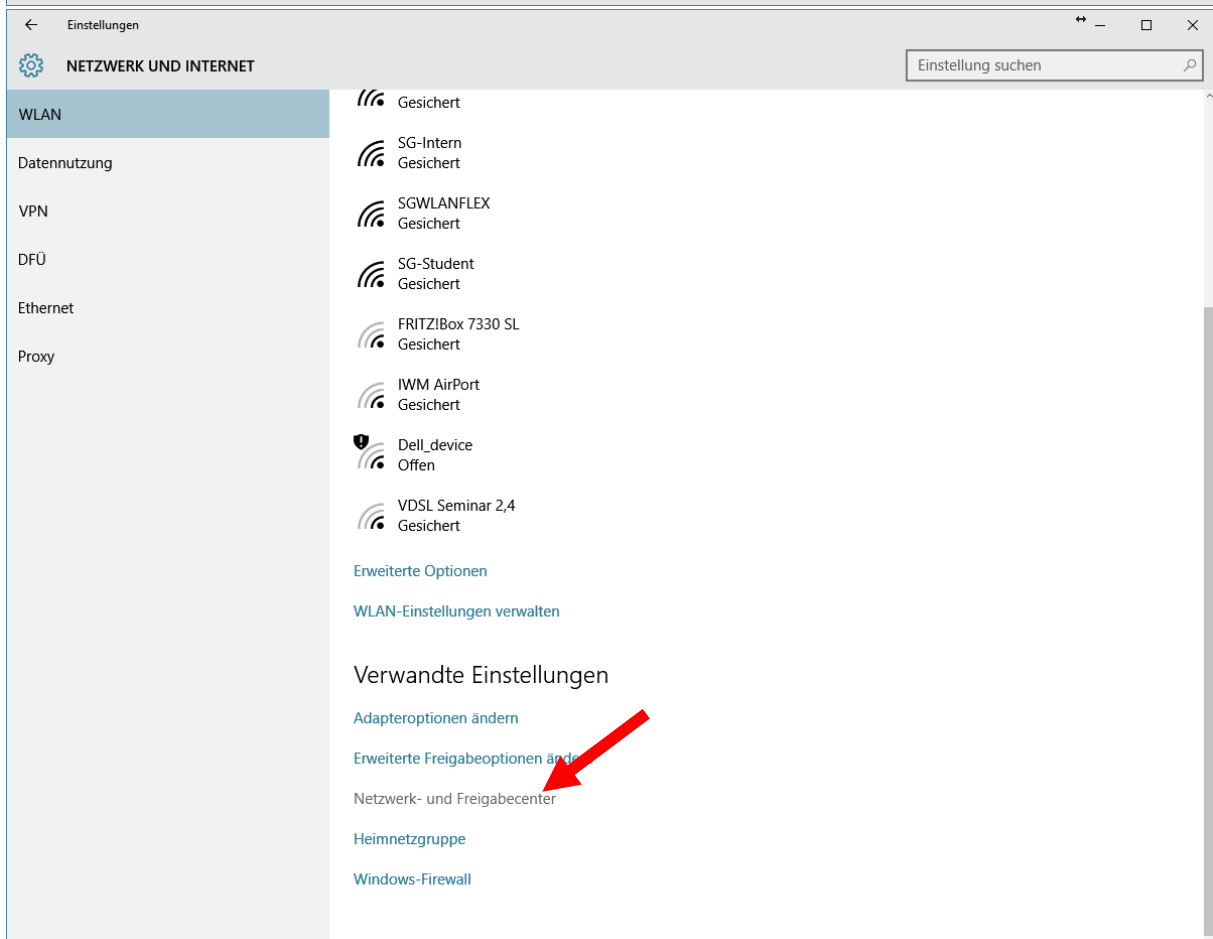 Einstellungen
NETZWERK UND INTERNET
Einstellung suchen
WLAN
Datennutzung
VPN
DFÜ
Ethernet
Proxy
Gesichert
SG-Intern
Gesichert
SGWLANFLEX
Gesichert
SG-Student
Gesichert
FRITZ!Box 7330 SL
Gesichert
IWM AirPort
Gesichert
Dell_device
Offen
VDSL Seminar 2,4
Gesichert
Erweiterte Optionen
WLAN-Einstellungen verwalten
Verwandte Einstellungen
Adapteroptionen ändern
Erweiterte Freigabeoptionen
Netzwerk- und Freigabecenter
Heimnetzgruppe
Windows-Firewall